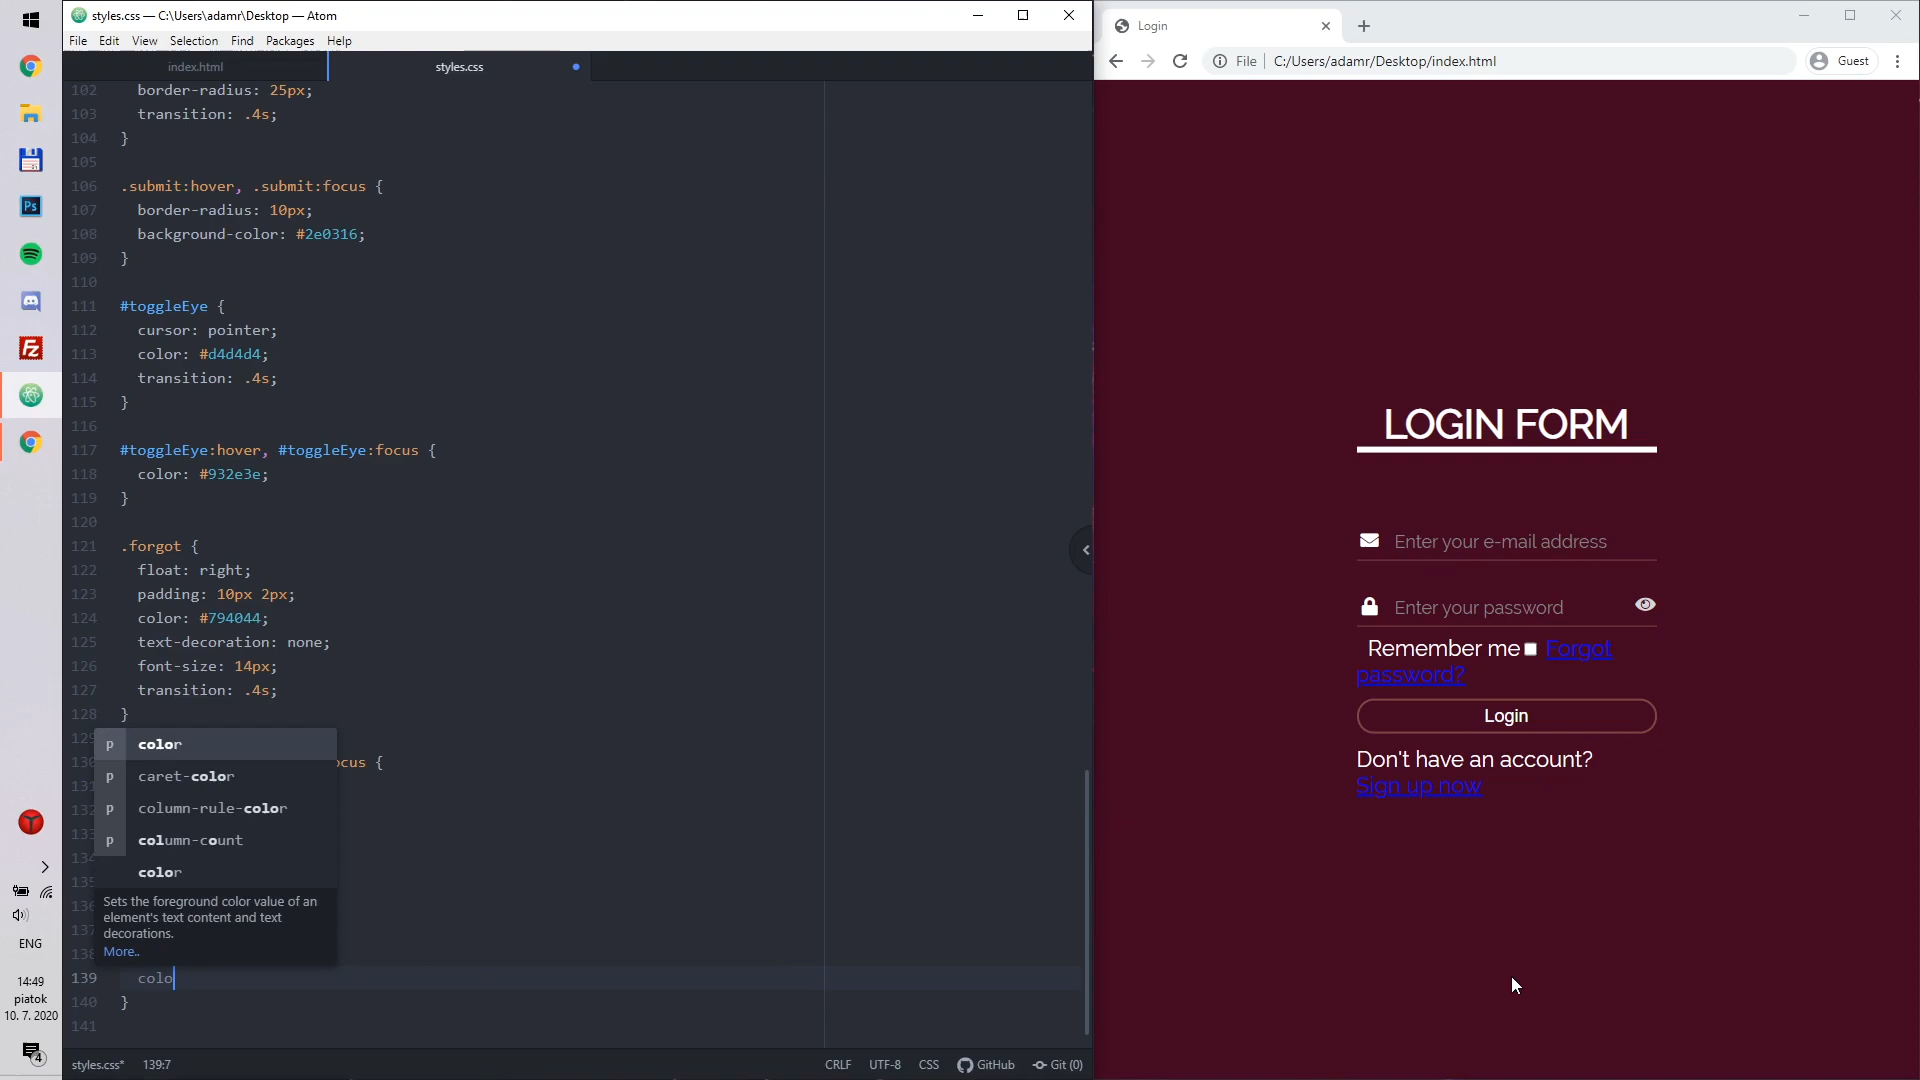 styles.css — C:\Users\adamr\Desktop — Atom
File Edit View Selection Find Packages Help
index.html
styles.css
102 border-radius: 25px;
103 transition: .4s;
104 }
105
106 .submit:hover, .submit:focus {
107 border-radius: 10px;
108 background-color: #2e0316;
109 }
110
111 #toggleEye {
112 cursor: pointer;
113 color: #d4d4d4;
114 transition: .4s;
115 }
116
117 #toggleEye:hover, #toggleEye:focus {
118 color: #932e3e;
119 }
120
121 .forgot {
122 float: right;
123 padding: 10px 2px;
124 color: #794044;
125 text-decoration: none;
126 font-size: 14px;
127 transition: .4s;
128 }
p color
ocus {
p caret-color
p column-rule-color
p column-count
color
Sets the foreground color value of an
element's text content and text
decorations.
More..
139 colo
140 }
141
styles.css* 139:7
CRLF UTF-8 CSS GitHub Git (0)
Ps
Fz
ENG
14:49
piatok
10. 7. 2020
4
Login
File C:/Users/adamr/Desktop/index.html
Guest
LOGIN FORM
Enter your e-mail address
Enter your password
Remember me Forgot
password?
Login
Don't have an account?
Sign up now